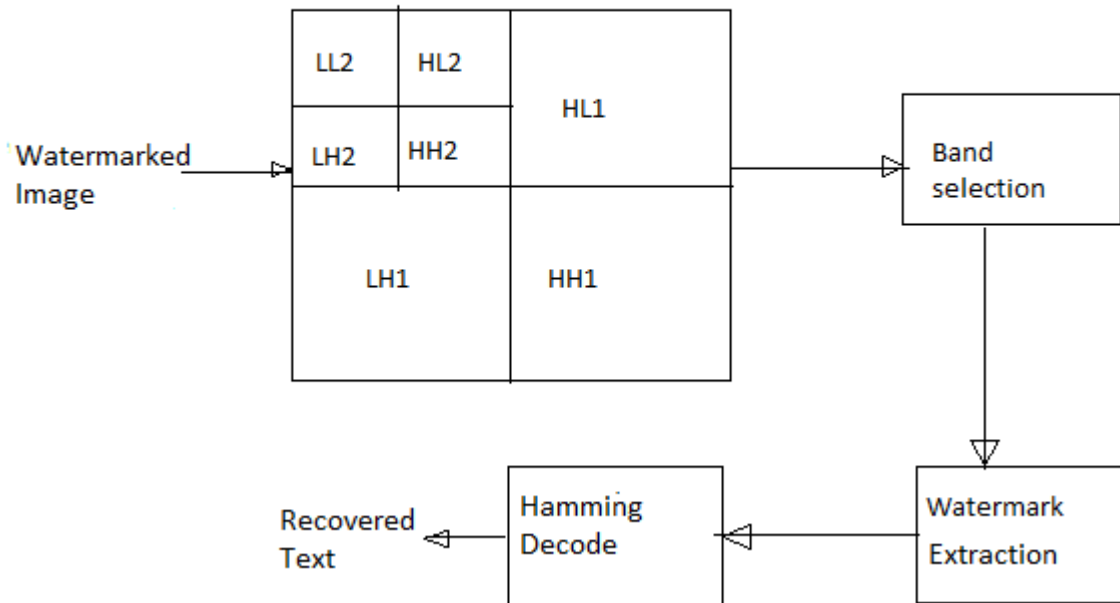 Watermarked
Image
LL2
HL2
LH2
HH2
HL1
LH1
HH1
Band
selection
Watermark
Extraction
Hamming
Decode
Recovered
Text